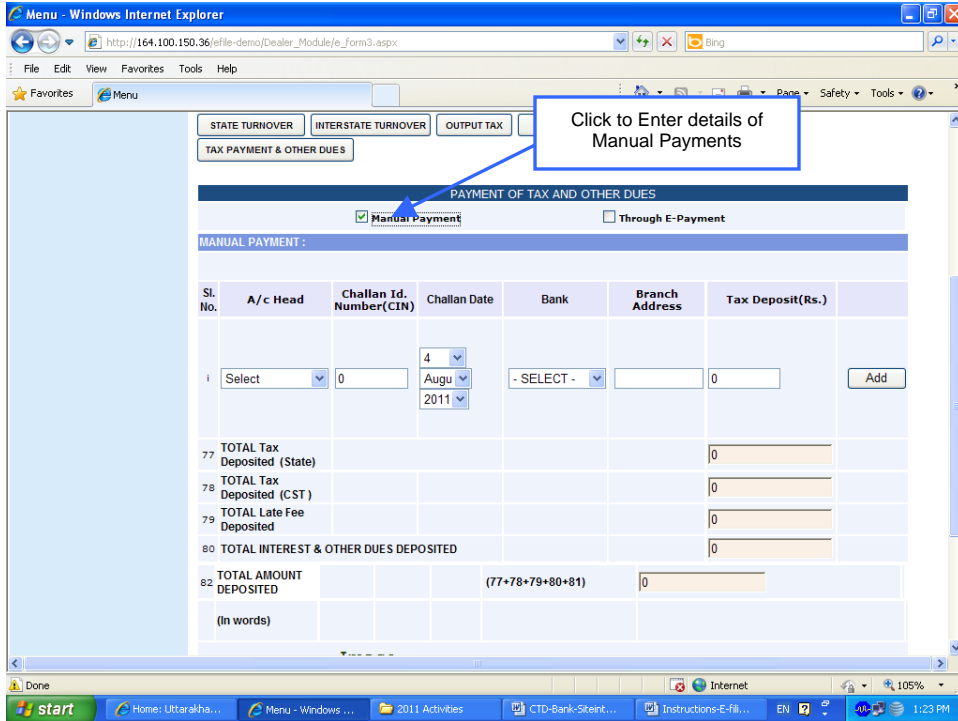 Menu - Windows Internet Explorer
http://164.100.150.36/efile-demo/Dealer_Module/e_form3.aspx
Bing
File Edit View Favorites Tools Help
Favorites Menu Page Safety Tools
Click to Enter details of
Manual Payments
STATE TURNOVER INTERSTATE TURNOVER OUTPUT TAX
TAX PAYMENT & OTHER DUES
PAYMENT OF TAX AND OTHER DUES
Manual Payment Through E-Payment
MANUAL PAYMENT :
Sl. No. A/c Head Challan Id. Number(CIN) Challan Date Bank Branch Address Tax Deposit(Rs.)
4
i Select 0 Augu - SELECT - 0 Add
2011
77 TOTAL Tax Deposited (State) 0
78 TOTAL Tax Deposited (CST) 0
79 TOTAL Late Fee Deposited 0
80 TOTAL INTEREST & OTHER DUES DEPOSITED 0
82 TOTAL AMOUNT DEPOSITED (77+78+79+80+81) 0
(In words)
Done Internet 105%
start Home: Uttarakha... Menu - Windows ... 2011 Activities CTD-Bank-Siteint... Instructions-E-fili... EN 1:23 PM